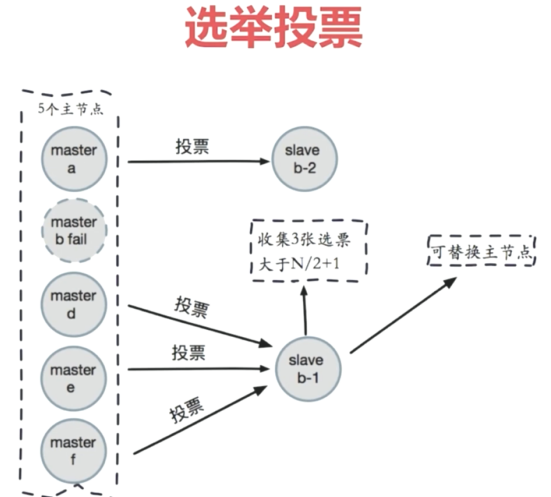 选举投票
5个主节点
master
a
投票
slave
b-2
master
b fail
收集3张选票
大于N/2+1
可替换主节点
master
d
投票
投票
slave
b-1
master
e
投票
master
f